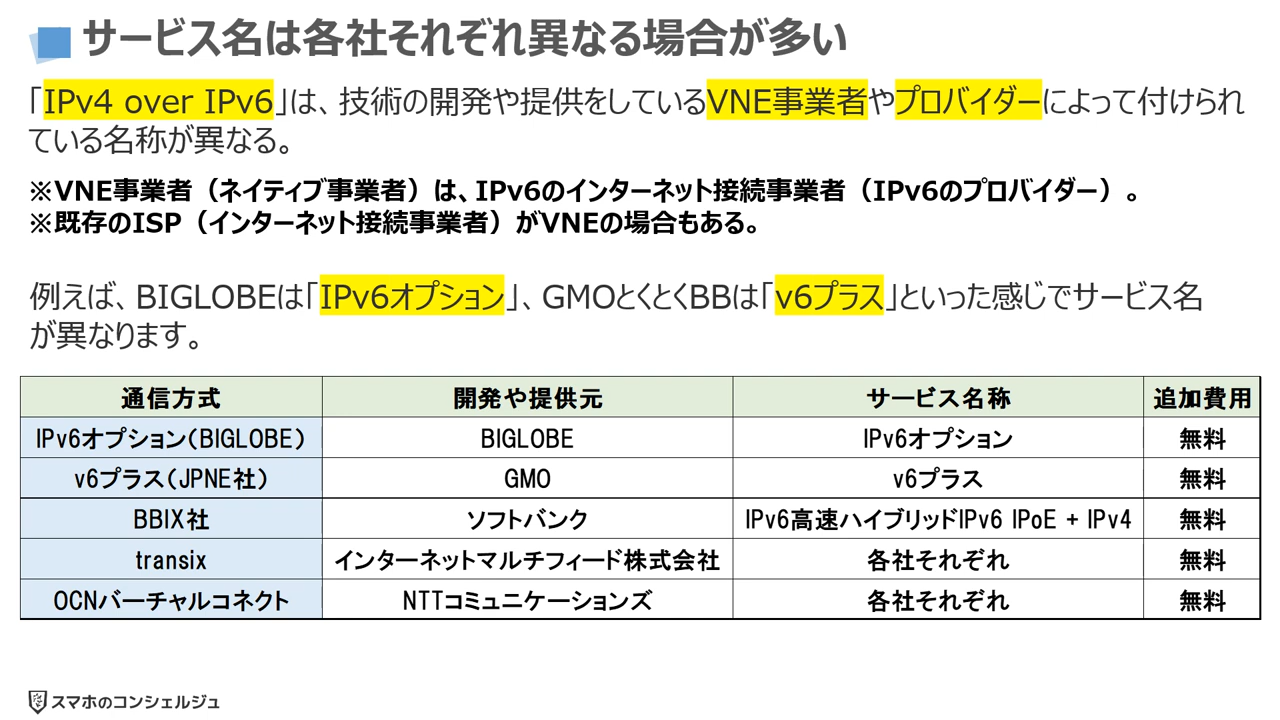 サービス名は各社それぞれ異なる場合が多い
「IPv4 over IPv6」は、技術の開発や提供をしているVNE事業者やプロバイダーによって付けられ
ている名称が異なる。
※VNE事業者（ネイティブ事業者）は、IPv6のインターネット接続事業者（IPv6のプロバイダー）。
※既存のISP（インターネット接続事業者）がVNEの場合もある。
例えば、BIGLOBEは「IPv6オプション」、GMOとくとくBBは「v6プラス」といった感じでサービス名
が異なります。
通信方式 開発や提供元 サービス名称 追加費用
IPv6オプション（BIGLOBE） BIGLOBE IPv6オプション 無料
v6プラス（JPNE社） GMO v6プラス 無料
BBIX社 ソフトバンク IPv6高速ハイブリッドIPv6 IPoE + IPv4 無料
transix インターネットマルチフィード株式会社 各社それぞれ 無料
OCNバーチャルコネクト NTTコミュニケーションズ 各社それぞれ 無料
スマホのコンシェルジュ